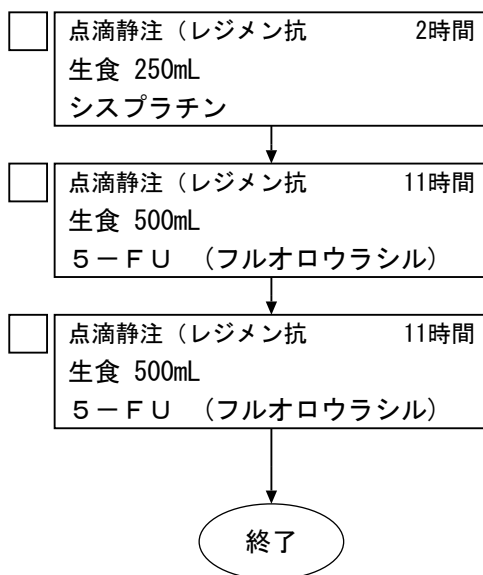 点滴静注（レジメン抗 2時間
生食 250mL
シスプラチン
点滴静注（レジメン抗 11時間
生食 500mL
５－ＦＵ （フルオロウラシル）
点滴静注（レジメン抗 11時間
生食 500mL
５－ＦＵ （フルオロウラシル）
終了